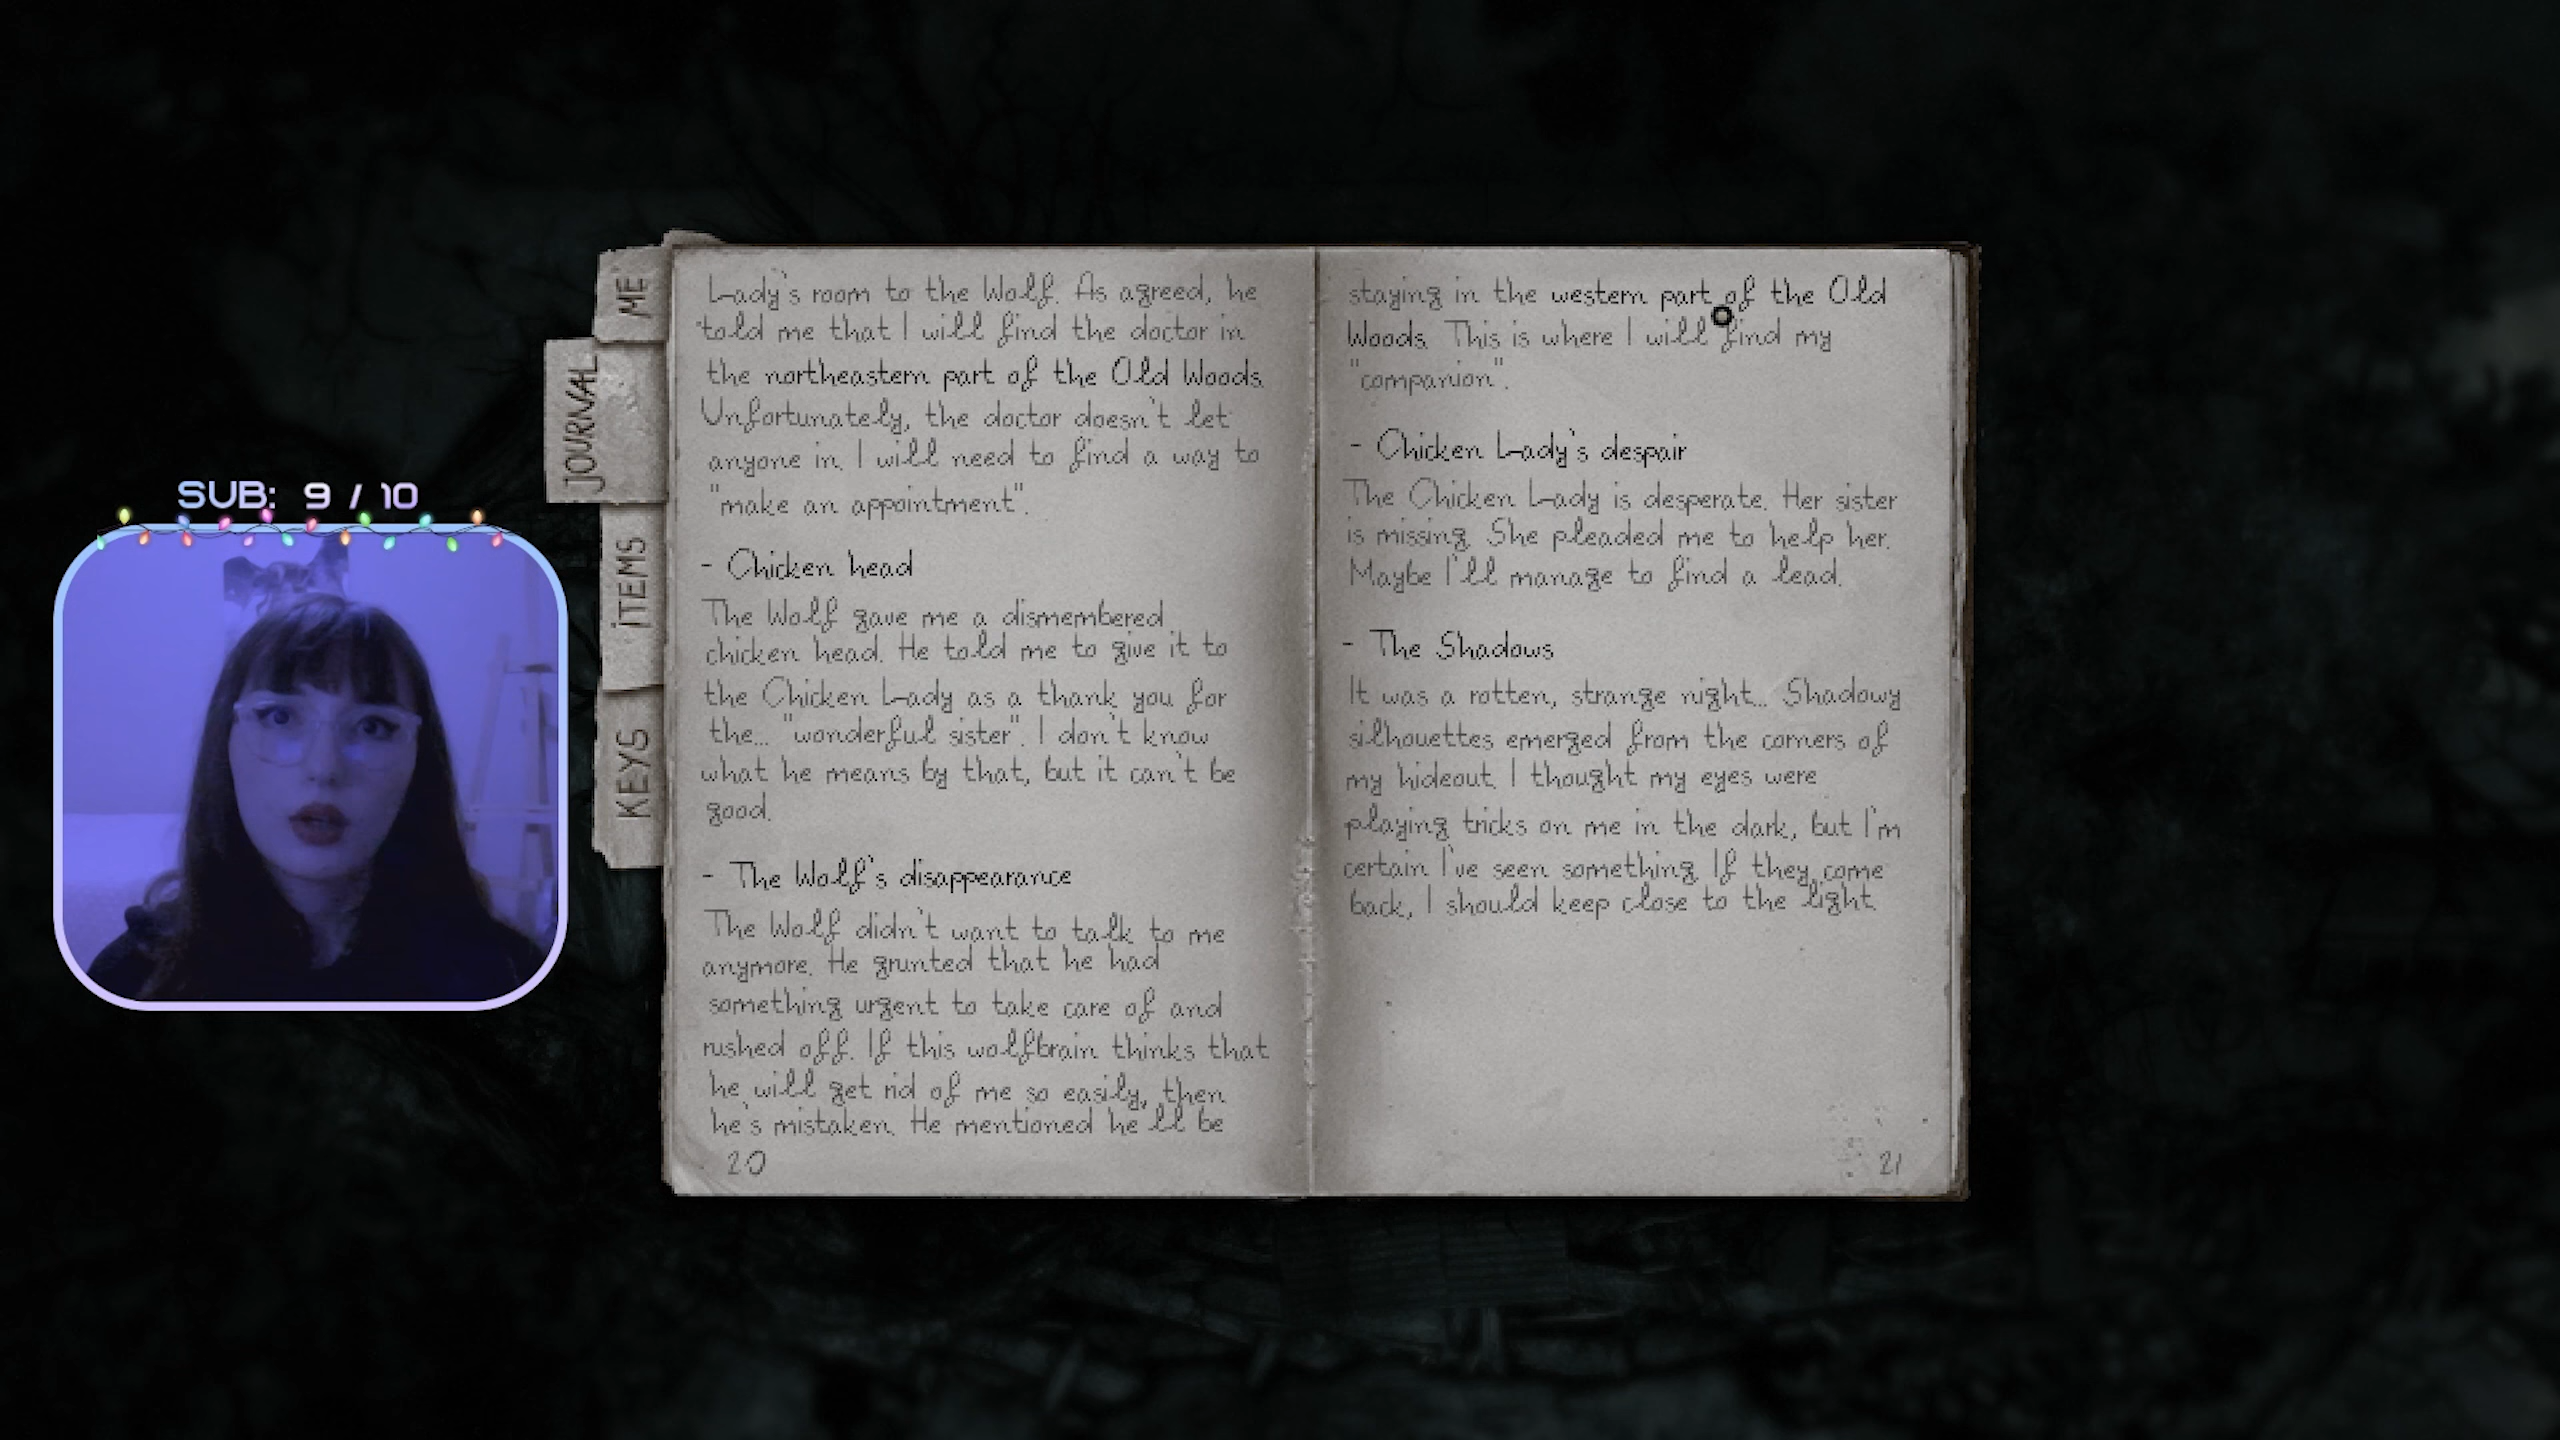 SUB: 9 / 10
ME
JOURNAL
ITEMS
KEYS
Lady's room to the Wolf. As agreed, he
told me that I will find the doctor in
the northeastern part of the Old Woods.
Unfortunately, the doctor doesn't let
anyone in. I will need to find a way to
"make an appointment".
- Chicken head
The Wolf gave me a dismembered
chicken head. He told me to give it to
the Chicken Lady as a thank you for
the... "wonderful sister". I don't know
what he means by that, but it can't be
good.
- The Wolf's disappearance
The Wolf didn't want to talk to me
anymore. He grunted that he had
something urgent to take care of and
rushed off. If this wolfbrain thinks that
he will get rid of me so easily, then
he's mistaken. He mentioned he'll be
20
staying in the western part of the Old
Woods. This is where I will find my
"companion".
- Chicken Lady's despair
The Chicken Lady is desperate. Her sister
is missing. She pleaded me to help her.
Maybe I'll manage to find a lead.
- The Shadows
It was a rotten, strange night... Shadowy
silhouettes emerged from the corners of
my hideout. I thought my eyes were
playing tricks on me in the dark, but I'm
certain I've seen something. If they come
back, I should keep close to the light.
21